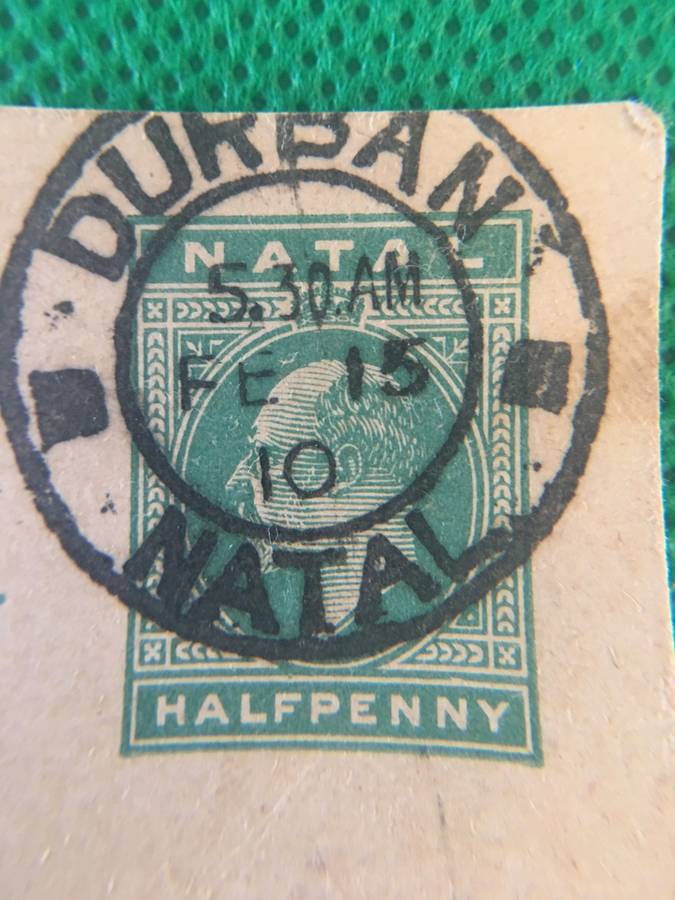 DURBAN
NATAL
5.30.AM
FE 15
10
NATAL
HALFPENNY